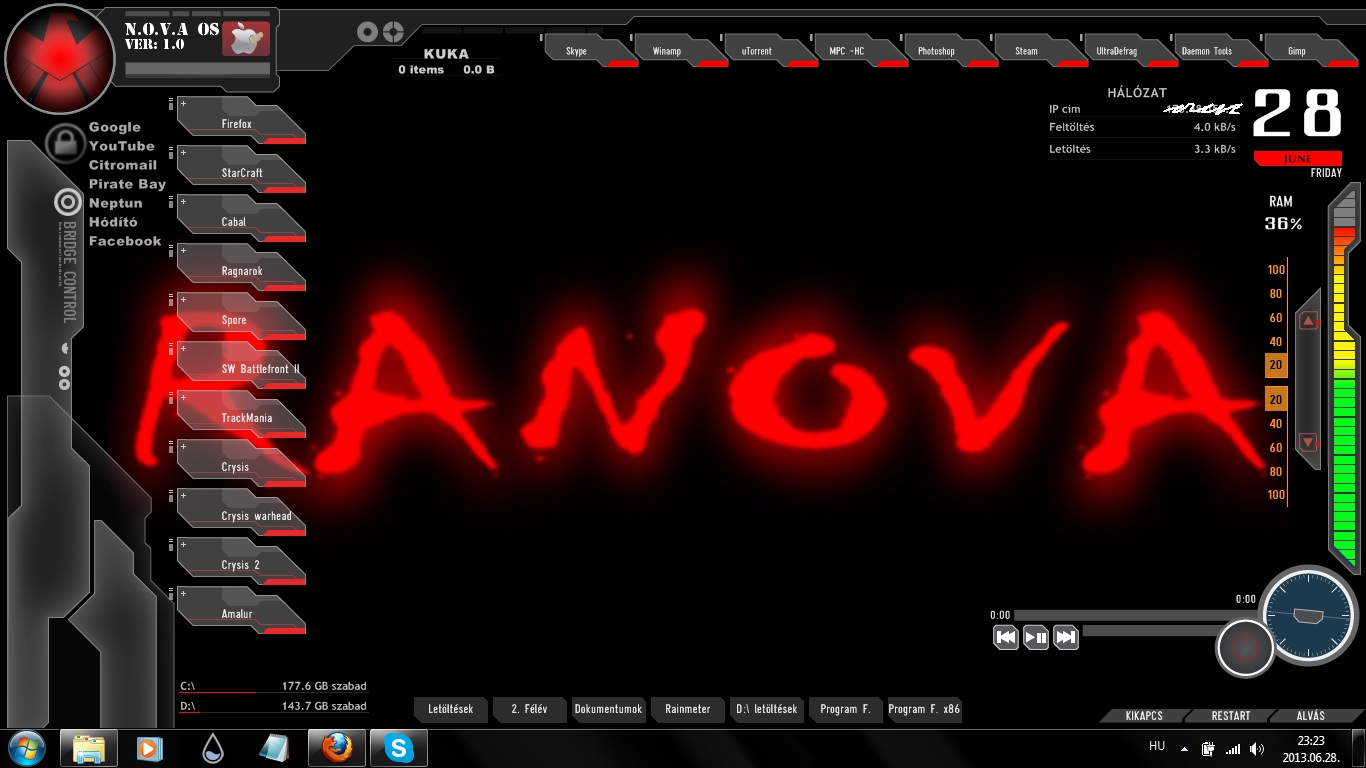 N.O.V.A OS
VER: 1.0
KUKA
0 items 0.0 B
Skype
Winamp
uTorrent
MPC -HC
Photoshop
Steam
UltraDefrag
Daemon Tools
Gimp
HÁLÓZAT
IP cim
Feltöltés 4.0 kB/s
Letöltés 3.3 kB/s
28
JUNE
FRIDAY
Google
YouTube
Citromail
Pirate Bay
Neptun
Hódító
Facebook
BRIDGE CONTROL
Firefox
StarCraft
Cabal
Ragnarok
Spore
SW Battlefront II
TrackMania
Crysis
Crysis warhead
Crysis 2
Amalur
RANOVA
RAM
36%
100
80
60
40
20
20
40
60
80
100
0:00
0:00
C:\ 177.6 GB szabad
D:\ 143.7 GB szabad
Letöltések
2. Félév
Dokumentumok
Rainmeter
D:\ letöltések
Program F.
Program F. x86
KIKAPCS
RESTART
ALVÁS
HU
23:23
2013.06.28.